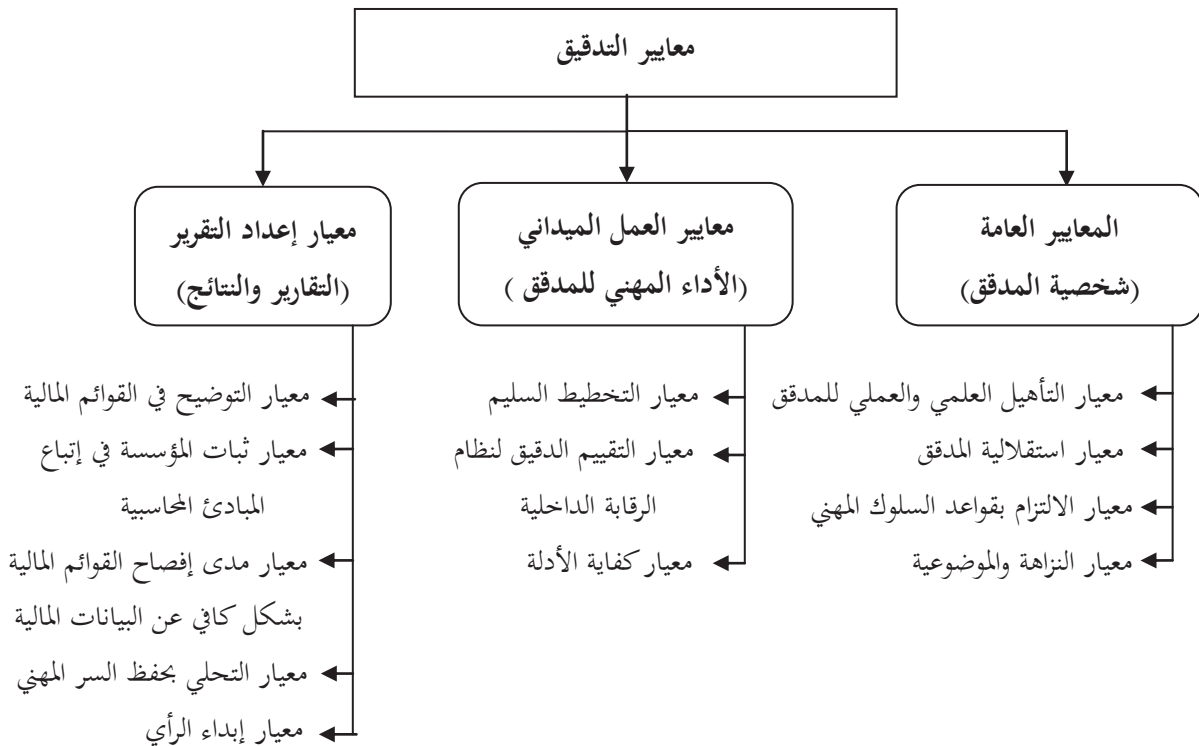 معايير التدقيق
المعايير العامة
(شخصية المدقق)
معايير العمل الميداني
(الأداء المهني للمدقق )
معيار إعداد التقرير
(التقارير والنتائج)
معيار التأهيل العلمي والعملي للمدقق
معيار استقلالية المدقق
معيار الالتزام بقواعد السلوك المهني
معيار النزاهة والموضوعية
معيار التخطيط السليم
معيار التقييم الدقيق لنظام
الرقابة الداخلية
معيار كفاية الأدلة
معيار التوضيح في القوائم المالية
معيار ثبات المؤسسة في إتباع
المبادئ المحاسبية
معيار مدى إفصاح القوائم المالية
بشكل كافي عن البيانات المالية
معيار التحلي بحفظ السر المهني
معيار إبداء الرأي